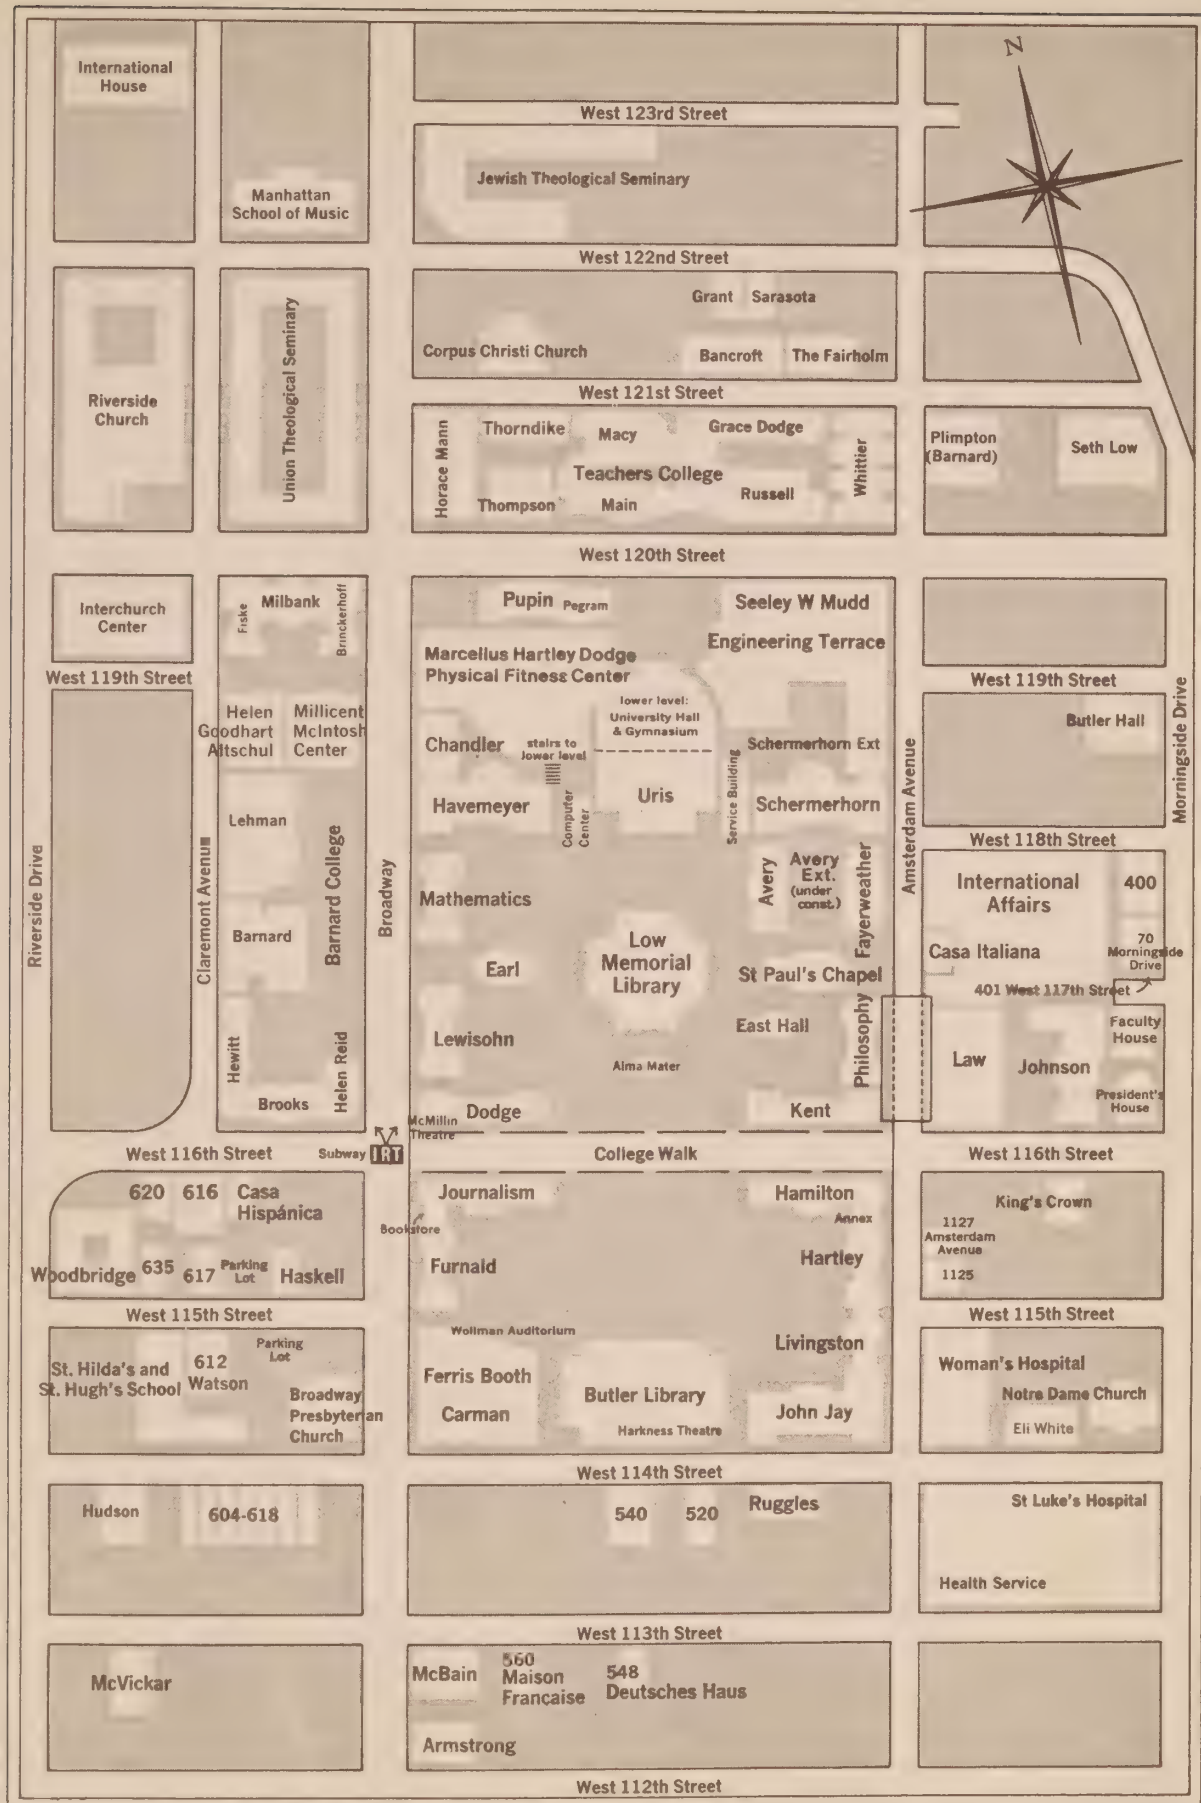 N
International
House
Manhattan
School of Music
West 123rd Street
Jewish Theological Seminary
West 122nd Street
Riverside
Church
Union Theological Seminary
Grant
Sarasota
Corpus Christi Church
Bancroft
The Fairholm
West 121st Street
Horace Mann
Thorndike
Macy
Grace Dodge
Teachers College
Thompson
Main
Russell
Whittier
Plimpton
(Barnard)
Seth Low
West 120th Street
Interchurch
Center
West 119th Street
Fiske
Milbank
Brinckerhoff
Helen
Goodhart
Altschul
Millicent
McIntosh
Center
Lehman
Barnard
Barnard College
Hewitt
Helen Reid
Brooks
Riverside Drive
Claremont Avenue
Broadway
Pupin
Pegram
Seeley W Mudd
Engineering Terrace
Marcellus Hartley Dodge
Physical Fitness Center
lower level:
University Hall
& Gymnasium
Chandler
stairs to
lower level
Schermerhorn Ext
Havemeyer
Computer
Center
Uris
Service Building
Schermerhorn
Mathematics
Avery
Avery
Ext.
(under
const.)
Fayerweather
Earl
Low
Memorial
Library
St Paul's Chapel
Lewisohn
East Hall
Philosophy
Alma Mater
Dodge
McMillin
Theatre
Kent
Amsterdam Avenue
West 119th Street
Butler Hall
Morningside Drive
West 118th Street
International
Affairs
400
Casa Italiana
70
Morningside
Drive
401 West 117th Street
Law
Johnson
Faculty
House
President's
House
West 116th Street
Subway IRT
College Walk
West 116th Street
620
616
Casa
Hispánica
Woodbridge
635
617
Parking
Lot
Haskell
Journalism
Bookstore
Furnald
Hamilton
Annex
Hartley
King's Crown
1127
Amsterdam
Avenue
1125
West 115th Street
West 115th Street
St. Hilda's and
St. Hugh's School
612
Watson
Parking
Lot
Broadway
Presbyterian
Church
Wollman Auditorium
Ferris Booth
Carman
Butler Library
Harkness Theatre
Livingston
John Jay
Woman's Hospital
Notre Dame Church
Eli White
West 114th Street
Hudson
604-618
540
520
Ruggles
St Luke's Hospital
Health Service
West 113th Street
McVickar
McBain
560
Maison
Française
548
Deutsches Haus
Armstrong
West 112th Street